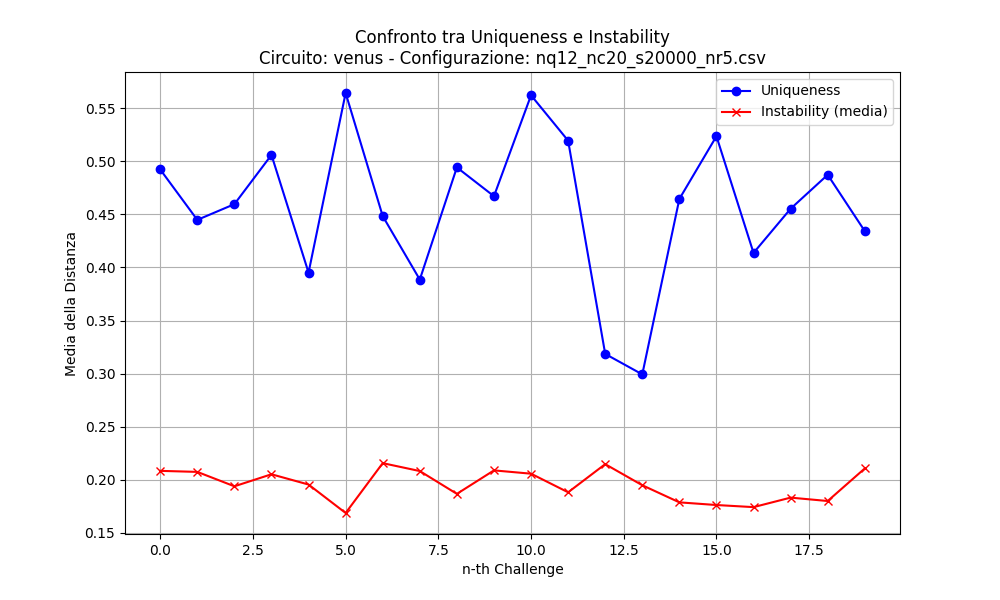 Confronto tra Uniqueness e Instability
Circuito: venus - Configurazione: nq12_nc20_s20000_nr5.csv
Uniqueness
Instability (media)
Media della Distanza
0.55
0.50
0.45
0.40
0.35
0.30
0.25
0.20
0.15
0.0 2.5 5.0 7.5 10.0 12.5 15.0 17.5
n-th Challenge